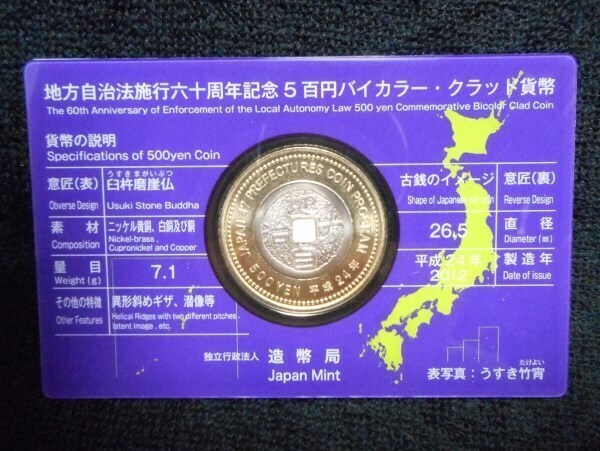 地方自治法施行六十周年記念5百円バイカラー・クラッド貨幣
The 60th Anniversary of Enforcement of the Local Autonomy Law 500 yen Commemorative Bicolor Clad Coin
貨幣の説明
Specifications of 500yen Coin
うすきまがいぶつ
意匠(表) 臼杵磨崖仏
Obverse Design Usuki Stone Buddha
素材 ニッケル黄銅、白銅及び銅
Composition Nickel-brass, Cupronickel and Copper
量目 7.1
Weight (g)
その他の特徴 異形斜めギザ、潜像等
Other Features Helical Ridges with two different pitches, latent image, etc.
JAPAN 47 PREFECTURES COIN PROGRAM
500YEN 平成24年
古銭のイメージ 意匠(裏)
Shape of Japanese old coin Reverse Design
26.5 直径
Diameter (㎜)
平成24年 製造年
2012 Date of issue
独立行政法人 造幣局
Japan Mint
たけよい
表写真:うすき竹宵